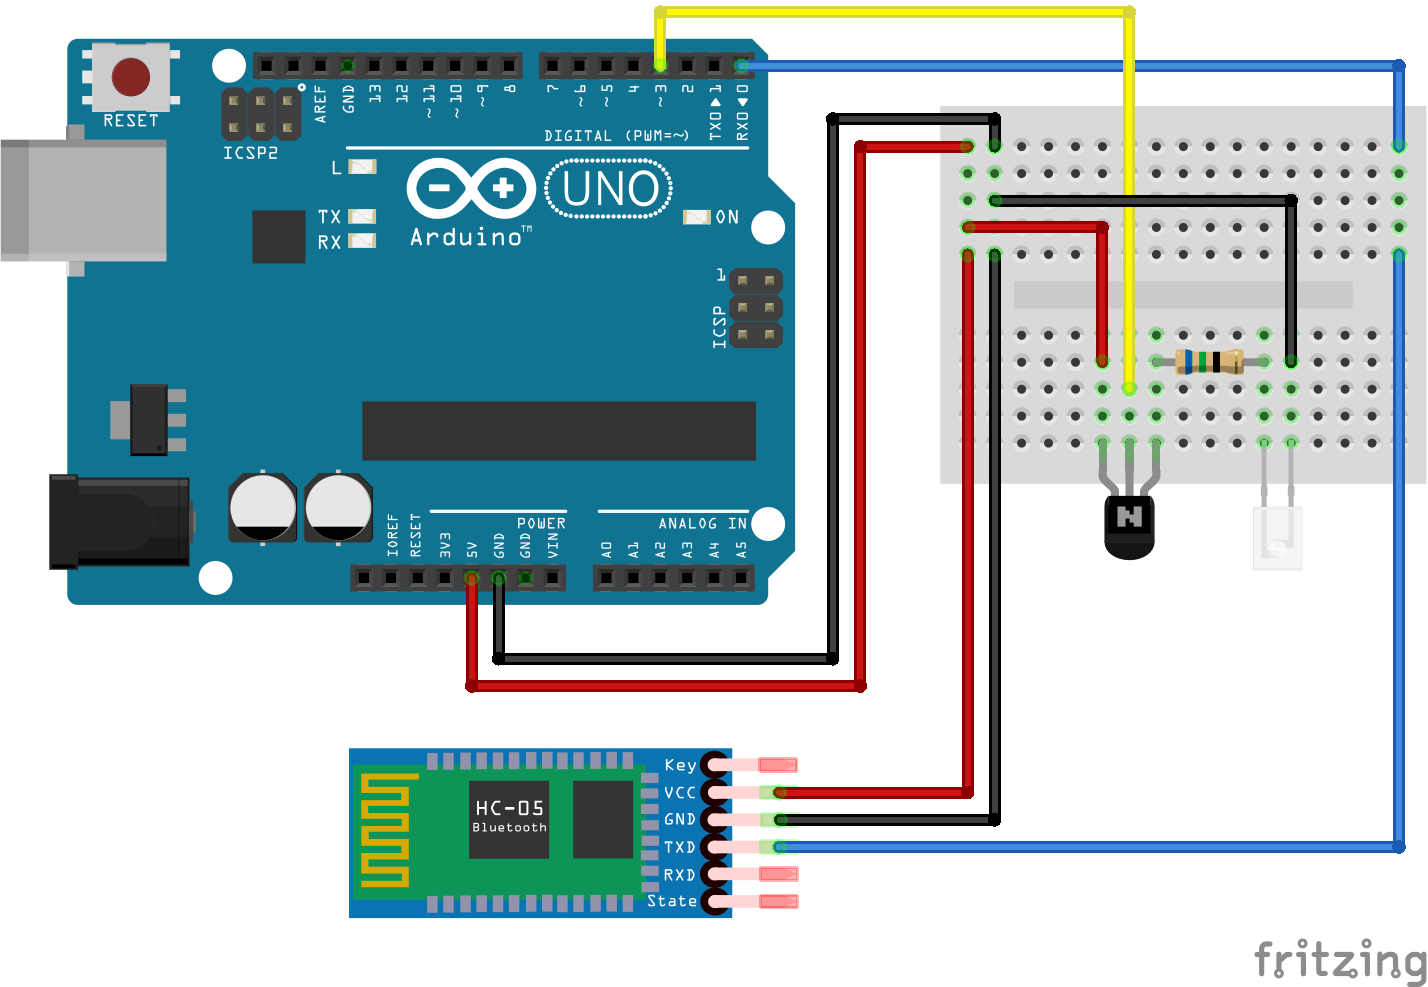 RESET
ICSP2
AREF
GND
13
12
~11
~10
~9
8
7
~6
~5
4
~3
2
TX0▶1
RX0◀0
DIGITAL (PWM=~)
L
TX
RX
UNO
Arduino™
ON
1
ICSP
POWER
ANALOG IN
IOREF
RESET
3V3
5V
GND
GND
VIN
A0
A1
A2
A3
A4
A5
N
HC-05
Bluetooth
Key
VCC
GND
TXD
RXD
State
fritzing